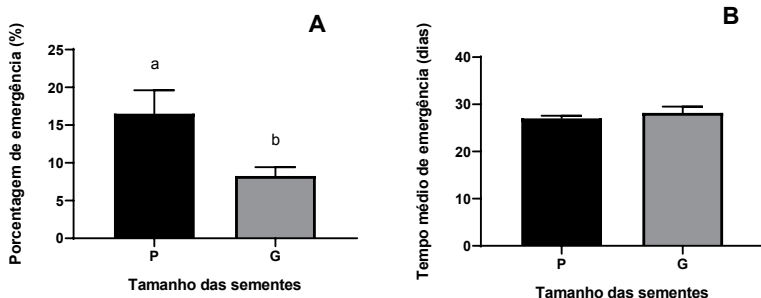 A
Porcentagem de emergência (%)
25
20
15
10
5
0
a
b
P
G
Tamanho das sementes
B
Tempo médio de emergência (dias)
40
30
20
10
0
P
G
Tamanho das sementes